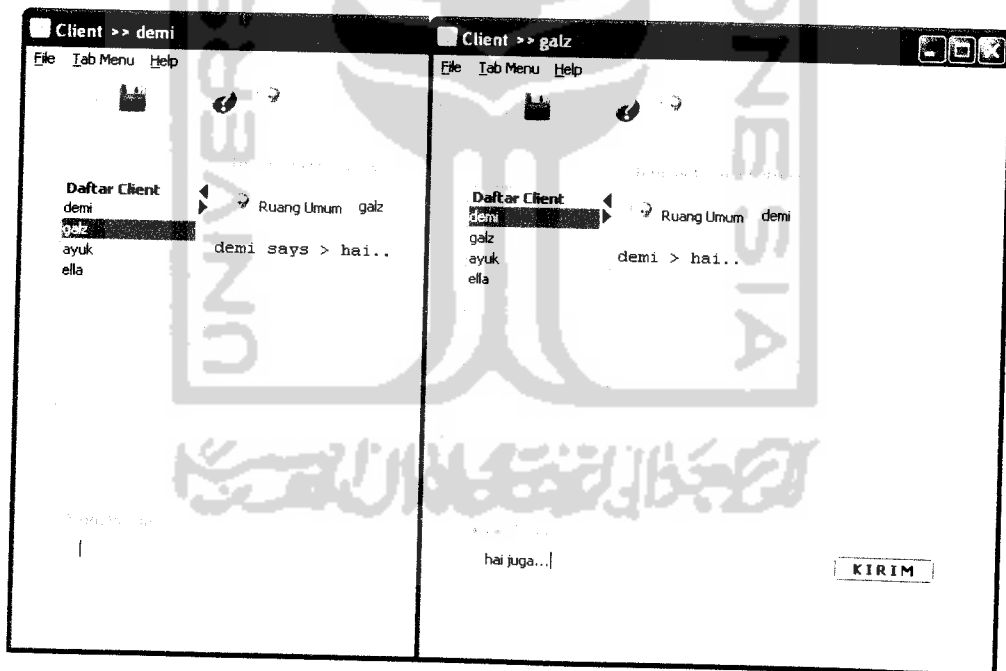 Client >> demi
File Tab Menu Help
Daftar Client
demi
galz
ayuk
ella
Ruang Umum galz
demi says > hai..
Client >> galz
File Tab Menu Help
Daftar Client
demi
galz
ayuk
ella
Ruang Umum demi
demi > hai..
hai juga...
KIRIM